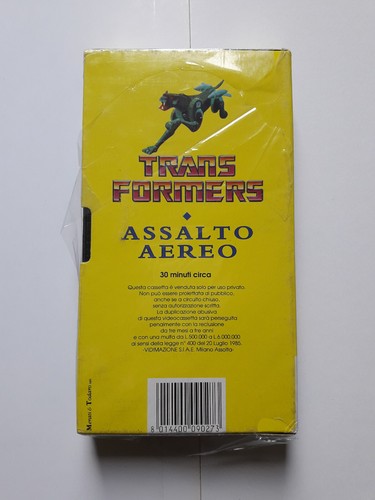 TRANS
FORMERS
ASSALTO
AEREO
30 minuti circa
Questa cassetta è venduta solo per uso privato.
Non può essere proiettata al pubblico,
anche se a circuito chiuso,
senza autorizzazione scritta.
La duplicazione abusiva
di questa videocassetta sarà perseguita
penalmente con la reclusione
da tre mesi a tre anni
e con una multa da L.500.000 a L.6.000.000
ai sensi della legge n° 400 del 20 Luglio 1985.
-VIDIMAZIONE S.I.A.E. Milano Assolta-
8 014400 090273